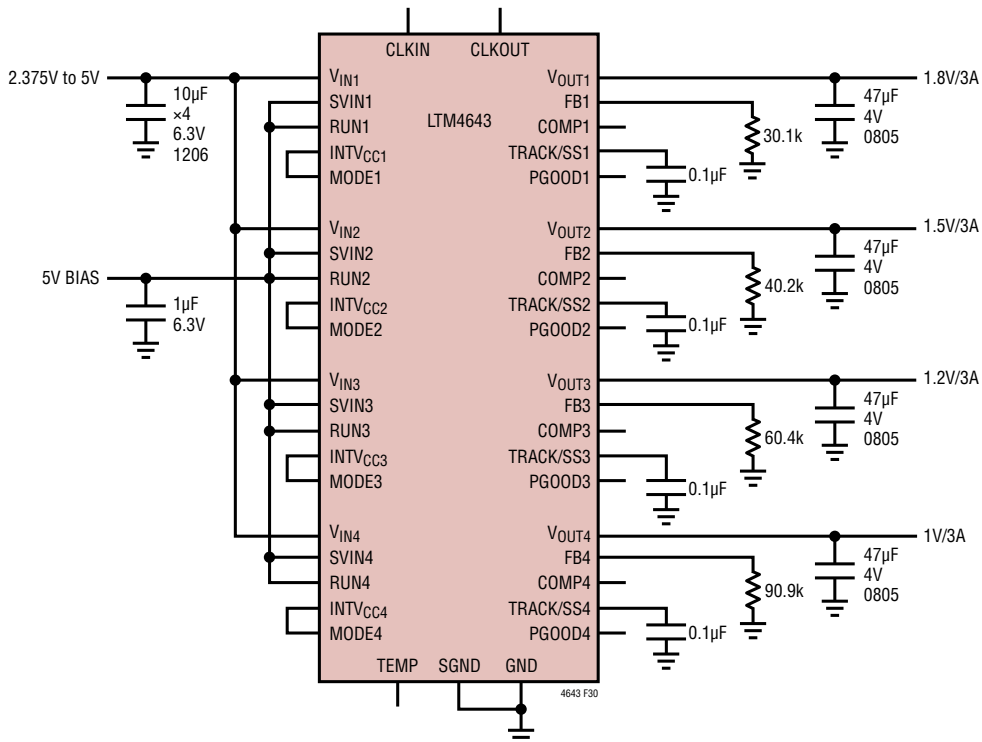 CLKIN
CLKOUT
LTM4643
2.375V to 5V
10µF
×4
6.3V
1206
5V BIAS
1µF
6.3V
VIN1
SVIN1
RUN1
INTVCC1
MODE1
VIN2
SVIN2
RUN2
INTVCC2
MODE2
VIN3
SVIN3
RUN3
INTVCC3
MODE3
VIN4
SVIN4
RUN4
INTVCC4
MODE4
VOUT1
FB1
COMP1
TRACK/SS1
PGOOD1
1.8V/3A
47µF
4V
0805
30.1k
0.1µF
VOUT2
FB2
COMP2
TRACK/SS2
PGOOD2
1.5V/3A
47µF
4V
0805
40.2k
0.1µF
VOUT3
FB3
COMP3
TRACK/SS3
PGOOD3
1.2V/3A
47µF
4V
0805
60.4k
0.1µF
VOUT4
FB4
COMP4
TRACK/SS4
PGOOD4
1V/3A
47µF
4V
0805
90.9k
0.1µF
TEMP
SGND
GND
4643 F30